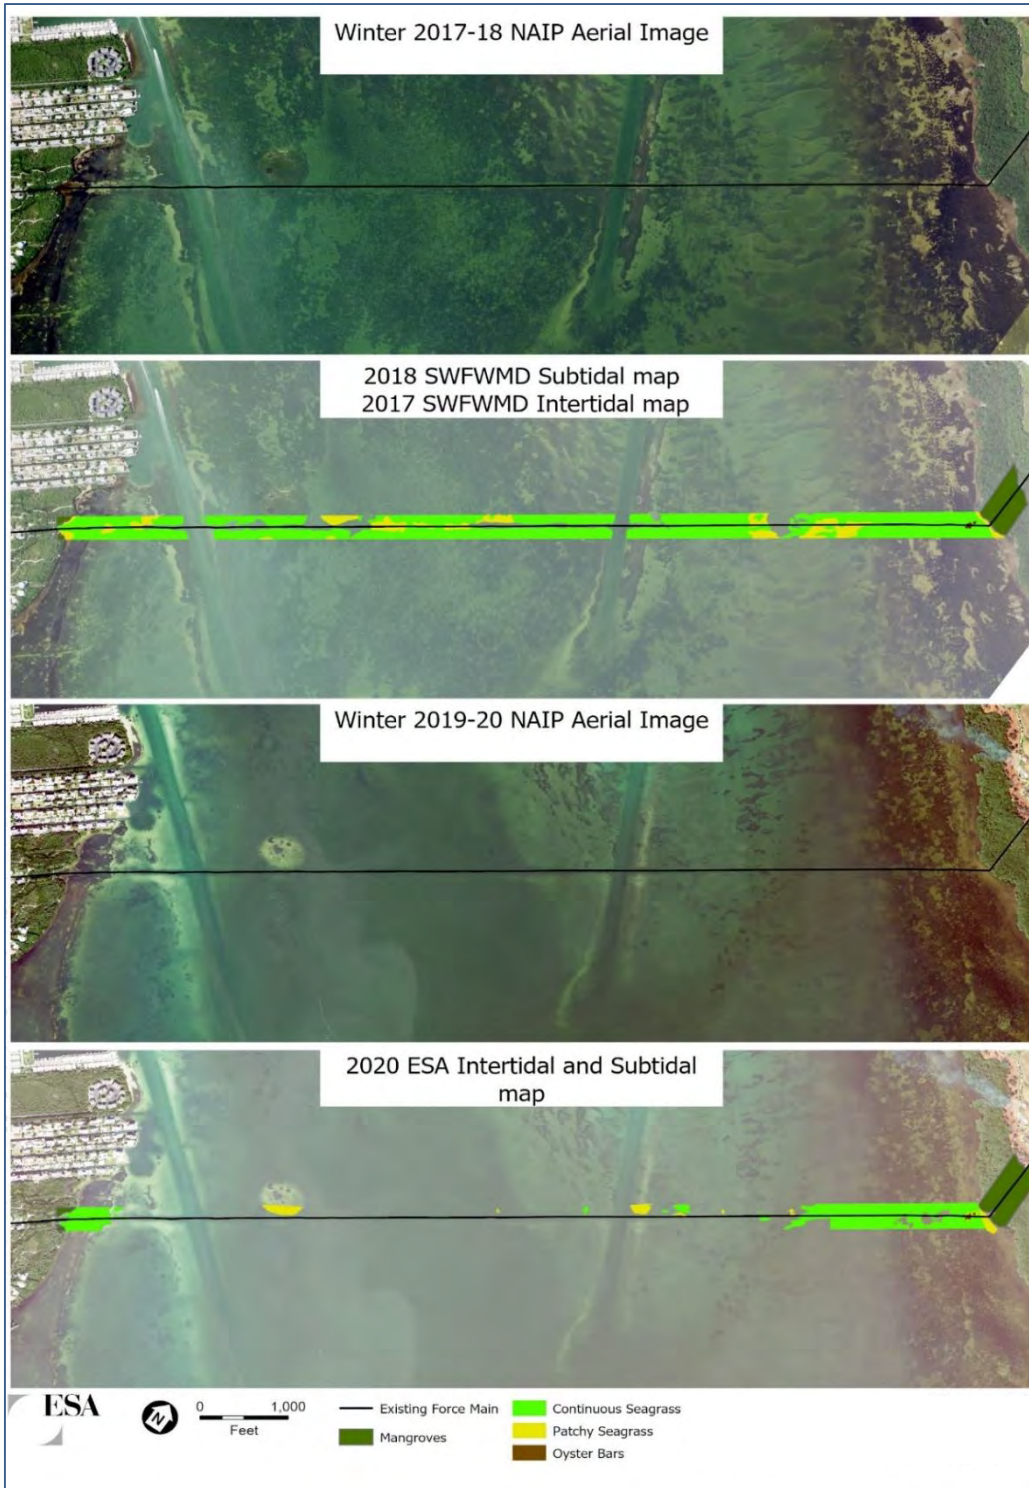 Winter 2017-18 NAIP Aerial Image
2018 SWFWMD Subtidal map
2017 SWFWMD Intertidal map
Winter 2019-20 NAIP Aerial Image
2020 ESA Intertidal and Subtidal
map
ESA
N
0 1,000
Feet
Existing Force Main
Mangroves
Continuous Seagrass
Patchy Seagrass
Oyster Bars